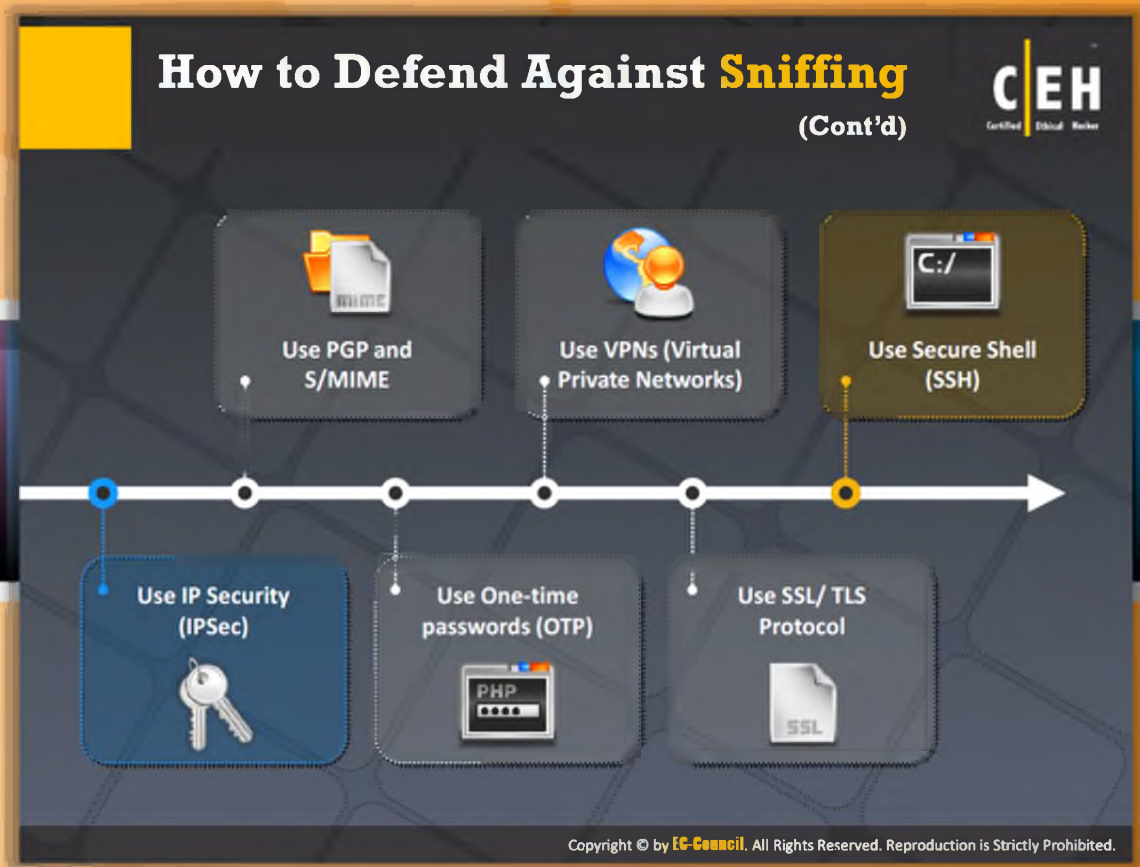 How to Defend Against Sniffing
(Cont'd)
C|EH
Certified Ethical Hacker
MIME
Use PGP and
S/MIME
Use VPNs (Virtual
Private Networks)
C:/
Use Secure Shell
(SSH)
Use IP Security
(IPSec)
Use One-time
passwords (OTP)
PHP
Use SSL/ TLS
Protocol
SSL
Copyright © by EC-Council. All Rights Reserved. Reproduction is Strictly Prohibited.